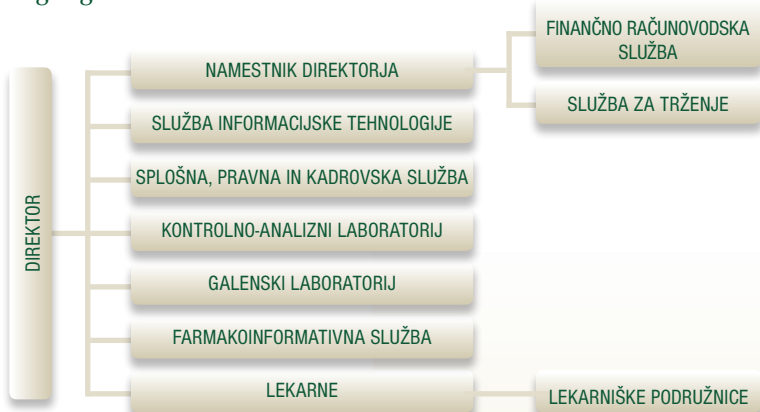 DIREKTOR
NAMESTNIK DIREKTORJA
SLUŽBA INFORMACIJSKE TEHNOLOGIJE
SPLOŠNA, PRAVNA IN KADROVSKA SLUŽBA
KONTROLNO-ANALIZNI LABORATORIJ
GALENSKI LABORATORIJ
FARMAKOINFORMATIVNA SLUŽBA
LEKARNE
FINANČNO RAČUNOVODSKA
SLUŽBA
SLUŽBA ZA TRŽENJE
LEKARNIŠKE PODRUŽNICE